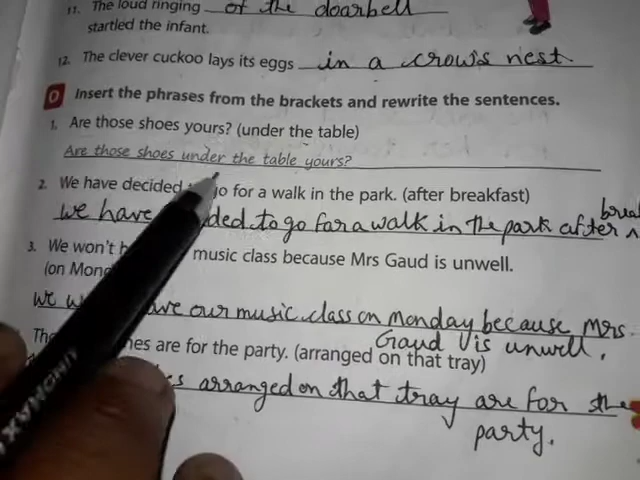 11. The loud ringing of the doarbell
startled the infant.
12. The clever cuckoo lays its eggs in a crow's nest.
D Insert the phrases from the brackets and rewrite the sentences.
1. Are those shoes yours? (under the table)
Are those shoes under the table yours?
2. We have decided go for a walk in the park. (after breakfast)
We have ded to go for a walk in the park after break
3. We won't music class because Mrs Gaud is unwell.
(on Mon
We ave our music class on Monday because Mrs.
Gaud is unwell.
hes are for the party. (arranged on that tray)
es arranged on that tray are for the
party.
MAX